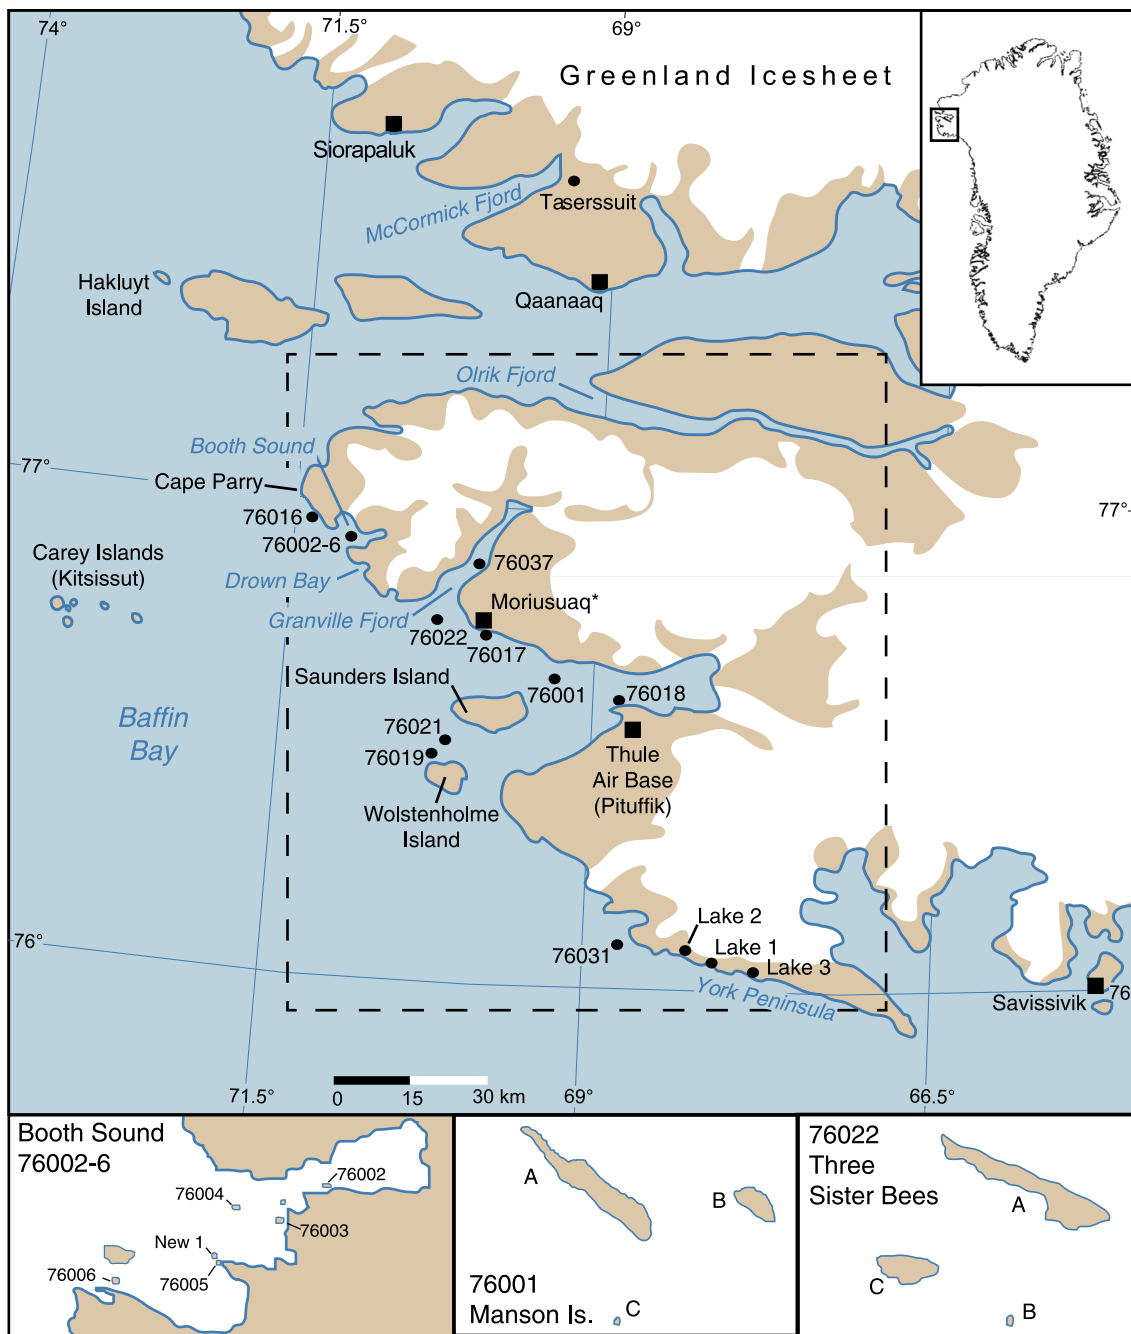 74°
71.5°
69°
Greenland Icesheet
Siorapaluk
Taserssuit
McCormick Fjord
Hakluyt
Island
Qaanaaq
Olrik Fjord
Booth Sound
77°
Cape Parry
77°
76016
76002-6
Carey Islands
(Kitsissut)
76037
Drown Bay
Moriusuaq*
Granville Fjord
76022
76017
Saunders Island
76001
76018
Baffin
Bay
76021
76019
Thule
Air Base
(Pituffik)
Wolstenholme
Island
Lake 2
76°
76031
Lake 1
Lake 3
York Peninsula
Savissivik
76
71.5°
0
15
30 km
69°
66.5°
Booth Sound
76002-6
76002
76004
76003
New 1
76005
76006
A
B
76001
Manson Is.
C
76022
Three
Sister Bees
A
C
B